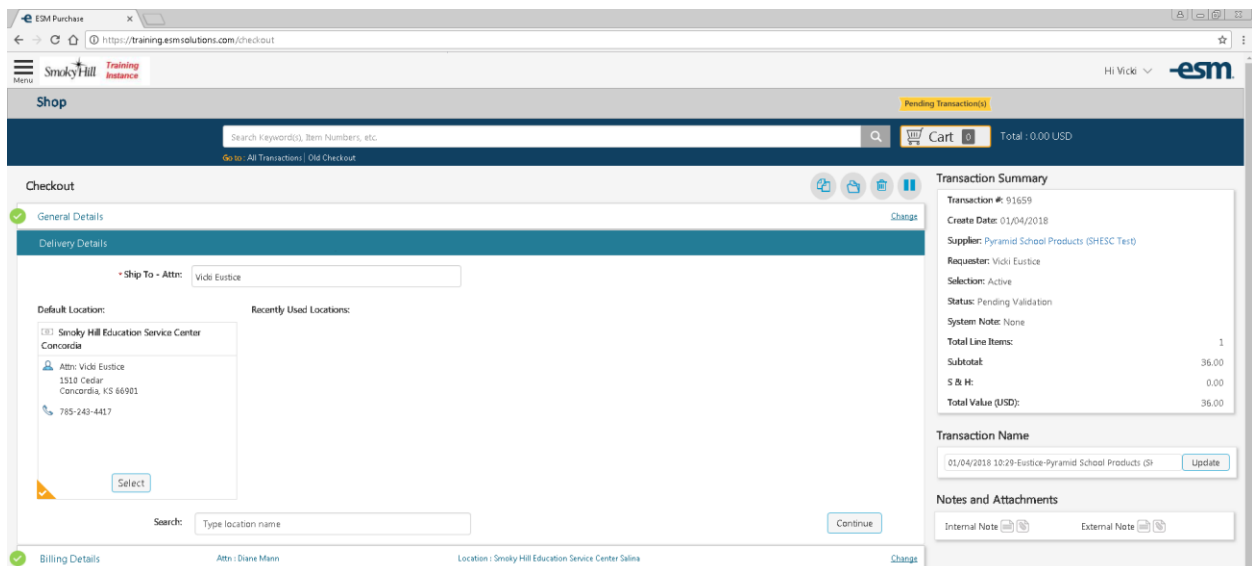 ESM Purchase
https://training.esmsolutions.com/checkout
Menu
Smoky Hill
Training
Instance
Hi Vicki
esm
Shop
Pending Transaction(s)
Search Keyword(s), Item Numbers, etc.
Cart 0
Total : 0.00 USD
Go to : All Transactions | Old Checkout
Checkout
General Details
Change
Delivery Details
* Ship To - Attn: Vicki Eustice
Default Location:
Recently Used Locations:
Smoky Hill Education Service Center
Concordia
Attn: Vicki Eustice
1510 Cedar
Concordia, KS 66901
785-243-4417
Select
Search: Type location name
Continue
Billing Details
Attn : Diane Mann
Location : Smoky Hill Education Service Center Salina
Change
Transaction Summary
Transaction #: 91659
Create Date: 01/04/2018
Supplier: Pyramid School Products (SHESC Test)
Requester: Vicki Eustice
Selection: Active
Status: Pending Validation
System Note: None
Total Line Items: 1
Subtotal: 36.00
S & H: 0.00
Total Value (USD): 36.00
Transaction Name
01/04/2018 10:29-Eustice-Pyramid School Products (SH
Update
Notes and Attachments
Internal Note
External Note